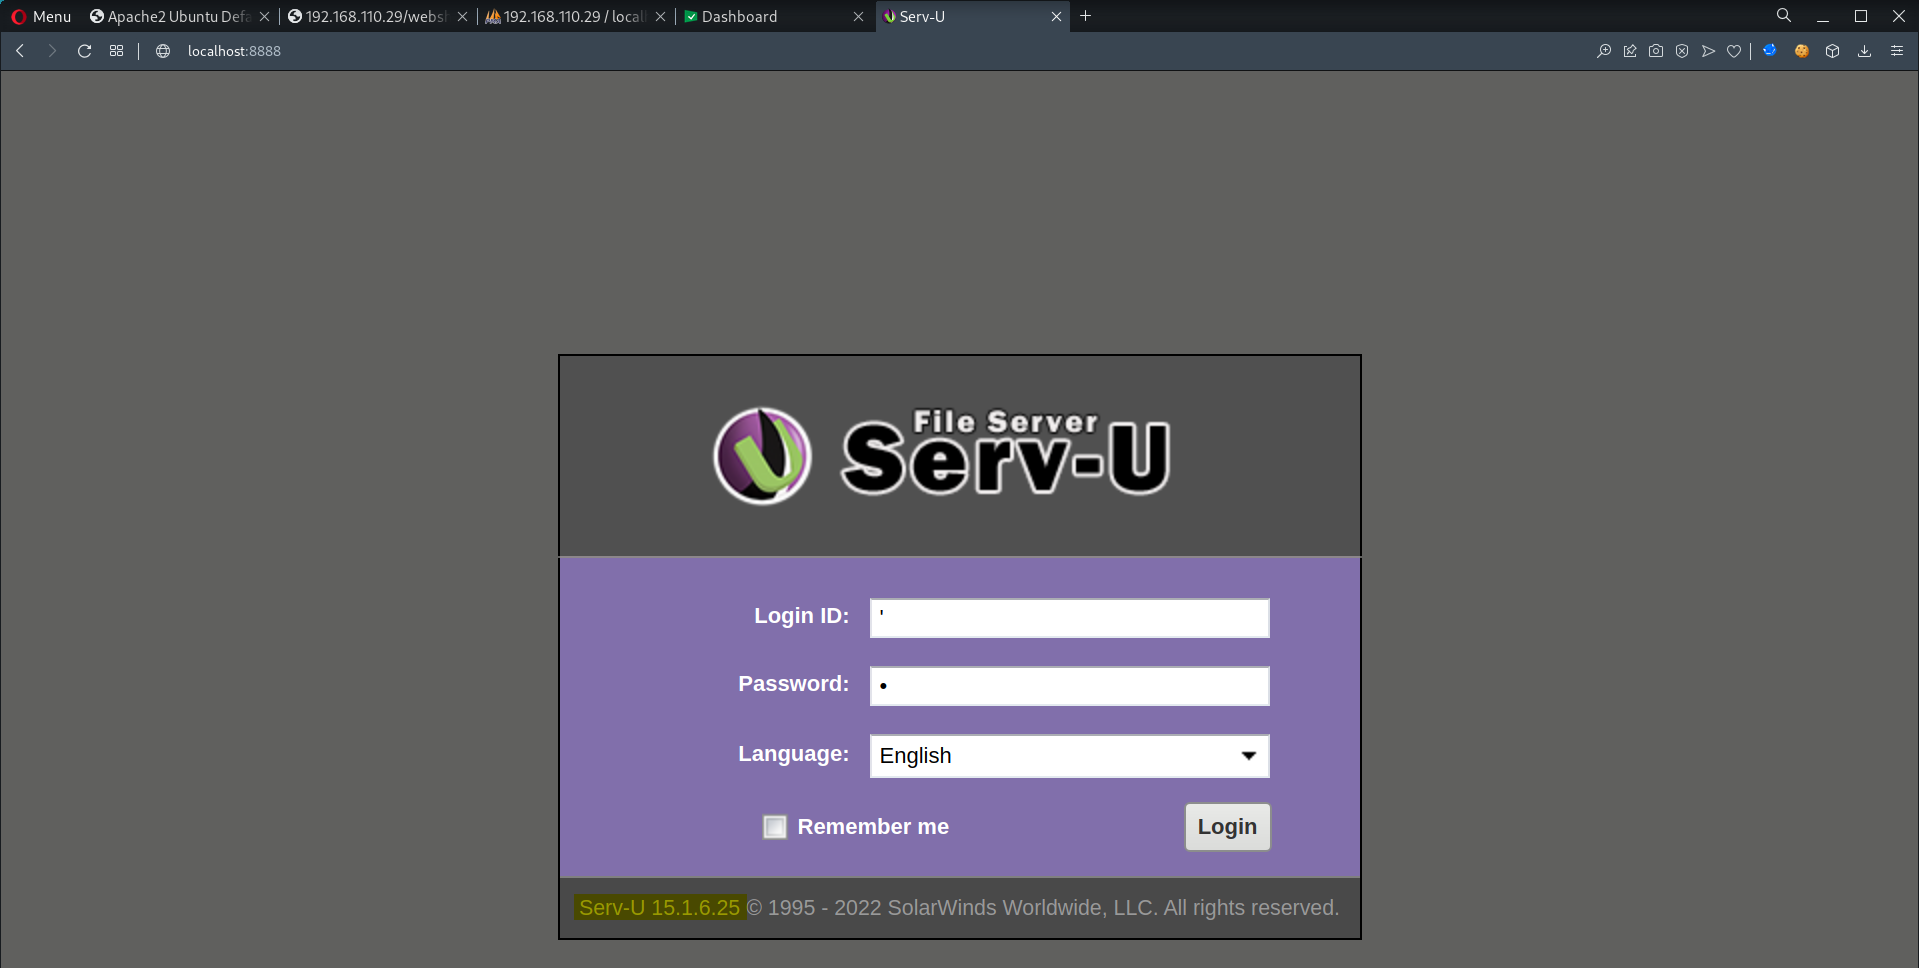 Menu
Apache2 Ubuntu Defa
192.168.110.29/websh
192.168.110.29 / local
Dashboard
Serv-U
localhost:8888
File Server
Serv-U
Login ID: '
Password: •
Language: English
Remember me
Login
Serv-U 15.1.6.25 © 1995 - 2022 SolarWinds Worldwide, LLC. All rights reserved.